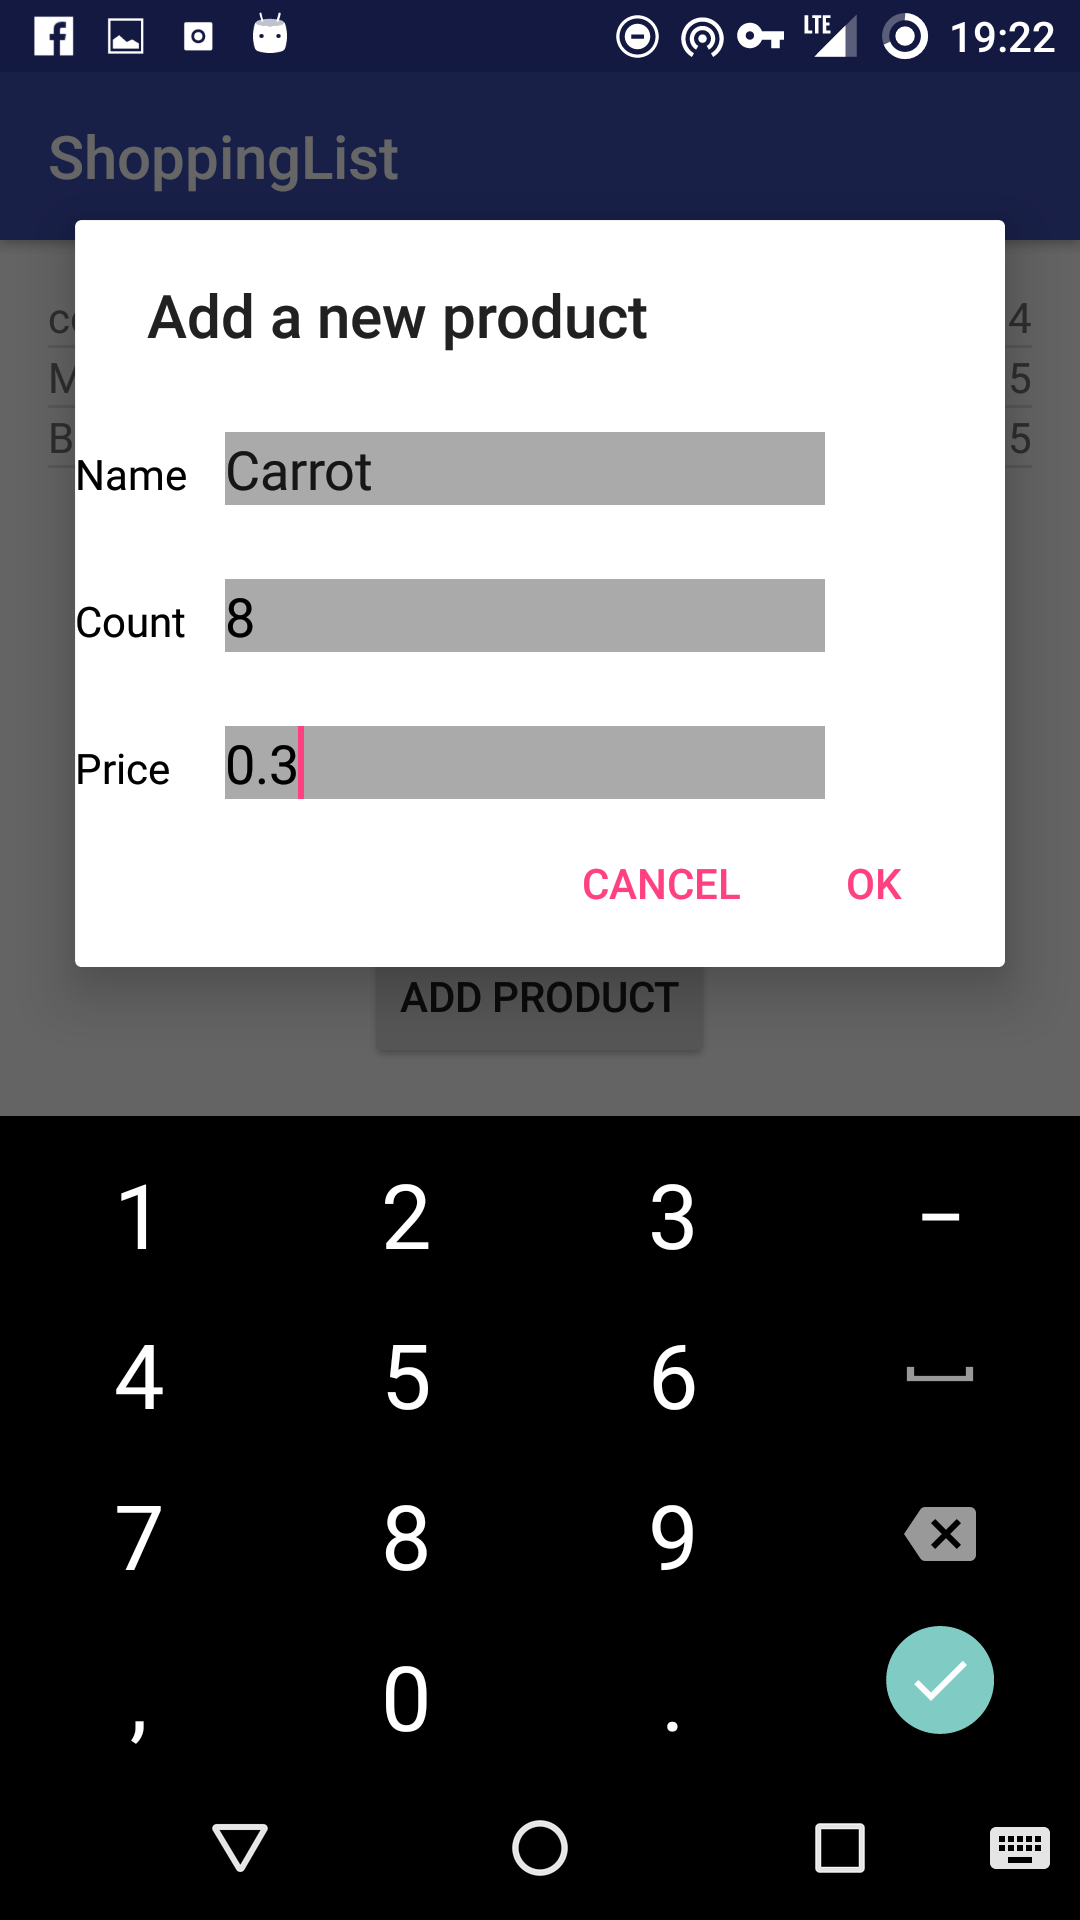 LTE 19:22
ShoppingList
Add a new product
4
5
B 5
Name Carrot
Count 8
Price 0.3
CANCEL OK
ADD PRODUCT
1 2 3 –
4 5 6
7 8 9
, 0 .